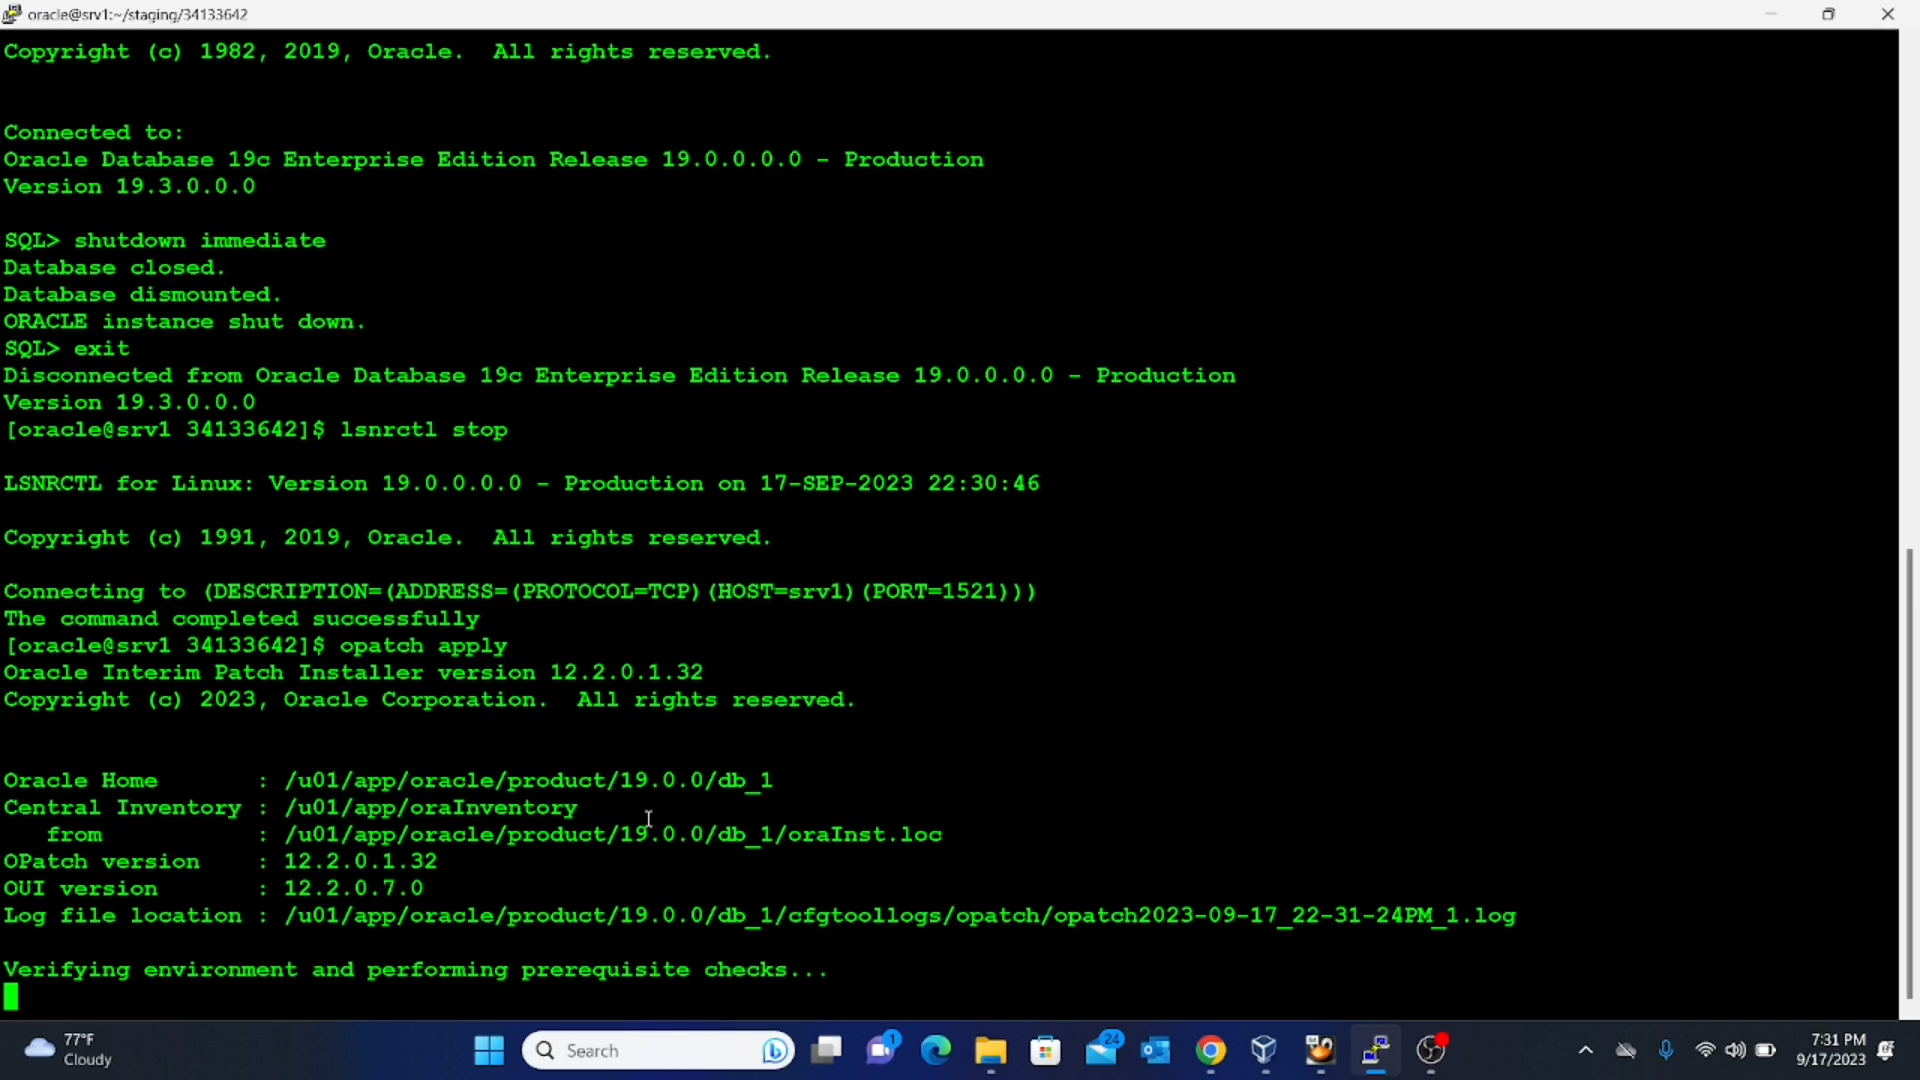 oracle@srv1:~/staging/34133642
Copyright (c) 1982, 2019, Oracle.  All rights reserved.
Connected to:
Oracle Database 19c Enterprise Edition Release 19.0.0.0.0 - Production
Version 19.3.0.0.0
SQL> shutdown immediate
Database closed.
Database dismounted.
ORACLE instance shut down.
SQL> exit
Disconnected from Oracle Database 19c Enterprise Edition Release 19.0.0.0.0 - Production
Version 19.3.0.0.0
[oracle@srv1 34133642]$ lsnrctl stop
LSNRCTL for Linux: Version 19.0.0.0.0 - Production on 17-SEP-2023 22:30:46
Copyright (c) 1991, 2019, Oracle.  All rights reserved.
Connecting to (DESCRIPTION=(ADDRESS=(PROTOCOL=TCP)(HOST=srv1)(PORT=1521)))
The command completed successfully
[oracle@srv1 34133642]$ opatch apply
Oracle Interim Patch Installer version 12.2.0.1.32
Copyright (c) 2023, Oracle Corporation.  All rights reserved.
Oracle Home       : /u01/app/oracle/product/19.0.0/db_1
Central Inventory : /u01/app/oraInventory
   from           : /u01/app/oracle/product/19.0.0/db_1/oraInst.loc
OPatch version    : 12.2.0.1.32
OUI version       : 12.2.0.7.0
Log file location : /u01/app/oracle/product/19.0.0/db_1/cfgtoollogs/opatch/opatch2023-09-17_22-31-24PM_1.log
Verifying environment and performing prerequisite checks...
77°F
Cloudy
Search
1
24
7:31 PM
9/17/2023